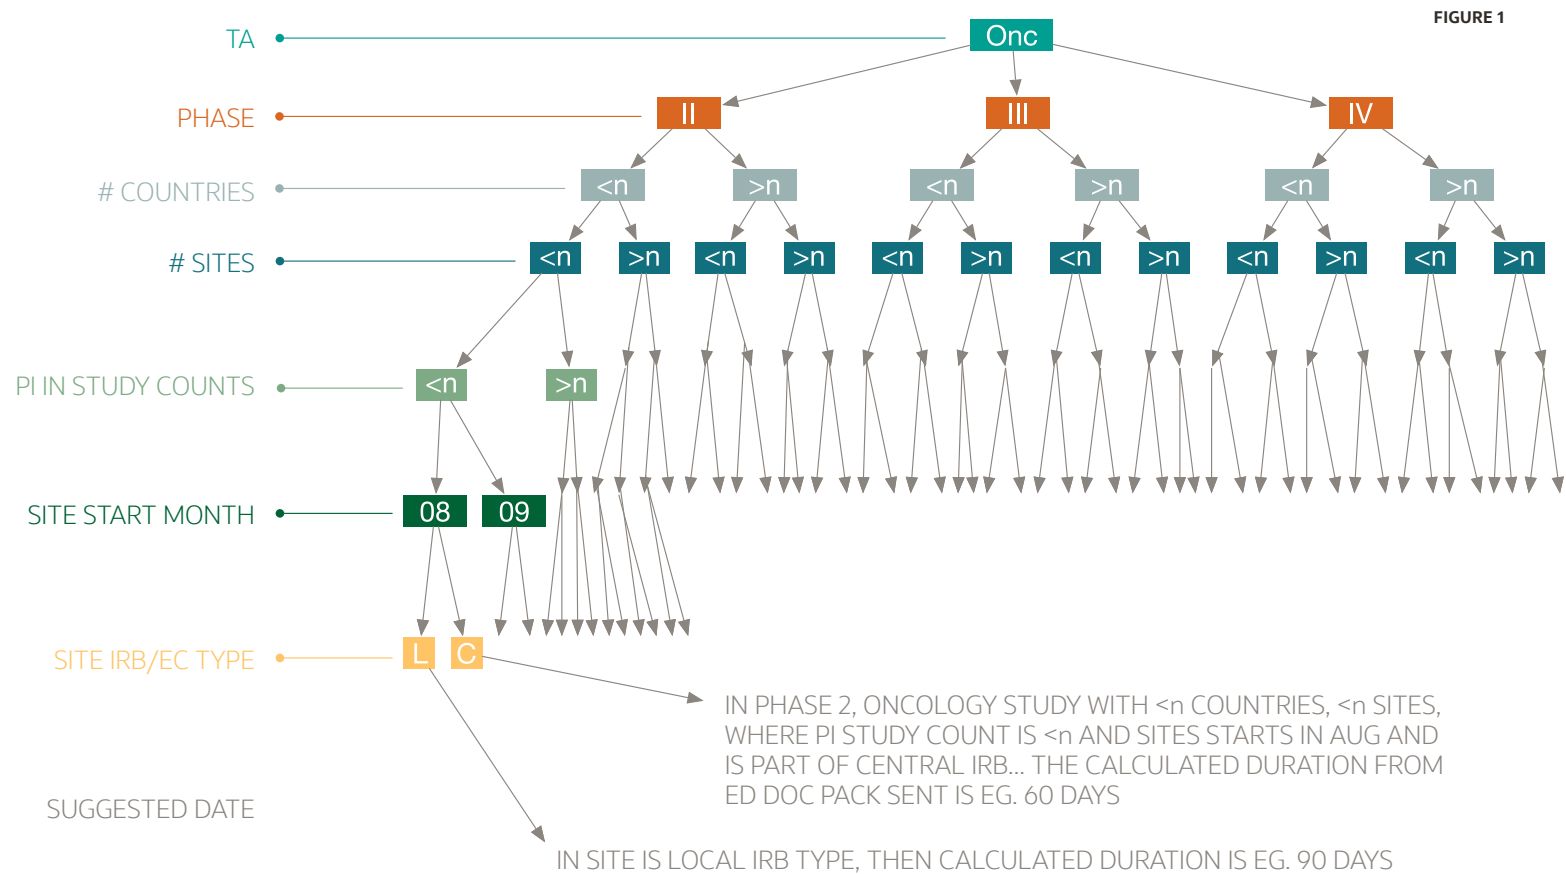 FIGURE 1
TA
Onc
PHASE
II
III
IV
# COUNTRIES
<n
>n
<n
>n
<n
>n
# SITES
<n
>n
<n
>n
<n
>n
<n
>n
<n
>n
<n
>n
PI IN STUDY COUNTS
<n
>n
SITE START MONTH
08
09
SITE IRB/EC TYPE
L
C
IN PHASE 2, ONCOLOGY STUDY WITH <n COUNTRIES, <n SITES,
WHERE PI STUDY COUNT IS <n AND SITES STARTS IN AUG AND
IS PART OF CENTRAL IRB... THE CALCULATED DURATION FROM
ED DOC PACK SENT IS EG. 60 DAYS
SUGGESTED DATE
IN SITE IS LOCAL IRB TYPE, THEN CALCULATED DURATION IS EG. 90 DAYS